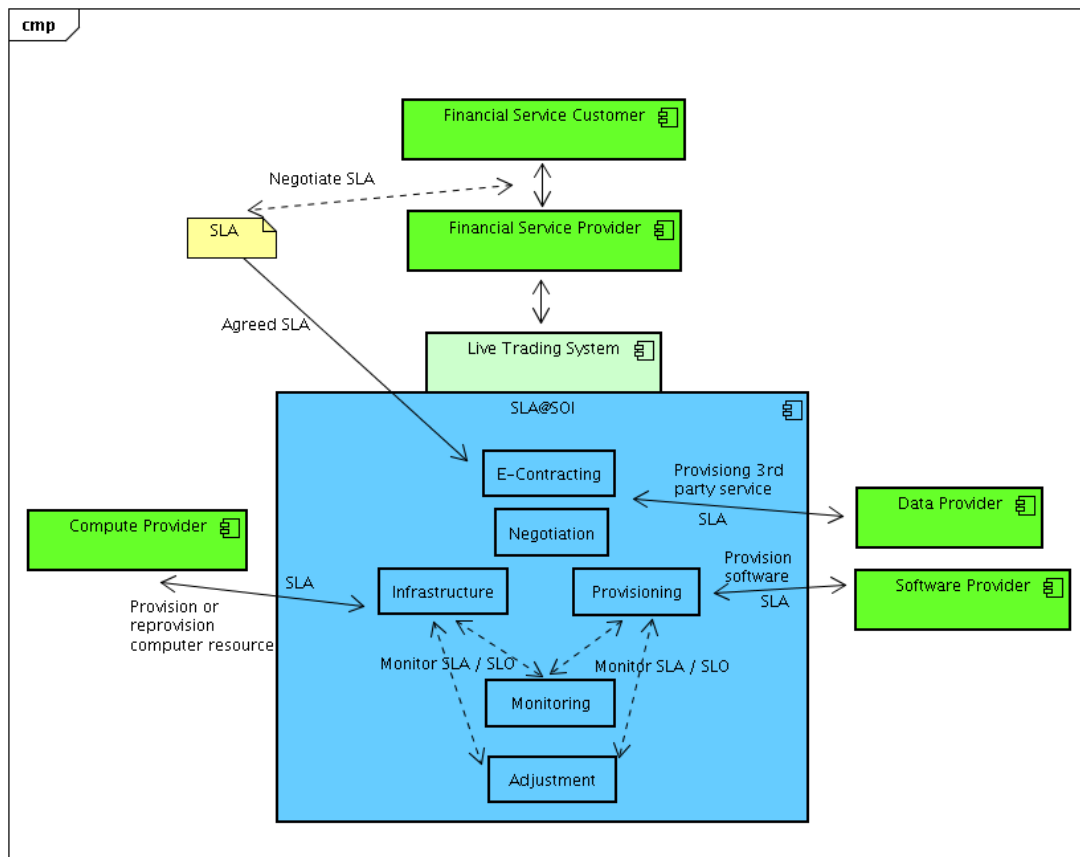 cmp
Financial Service Customer
Negotiate SLA
SLA
Financial Service Provider
Agreed SLA
Live Trading System
SLA@SOI
E-Contracting
Provisiong 3rd
party service
SLA
Data Provider
Compute Provider
Negotiation
Provision
software
SLA
Software Provider
SLA
Infrastructure
Provisioning
Provision or
reprovision
computer resource
Monitor SLA / SLO
Monitor SLA / SLO
Monitoring
Adjustment